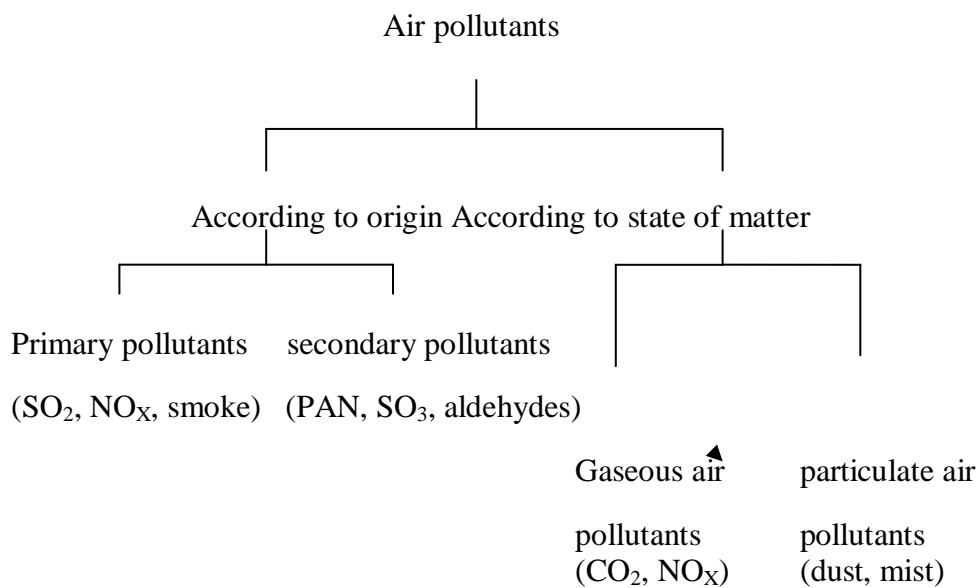 Air pollutants
According to origin According to state of matter
Primary pollutants secondary pollutants
(SO₂, NOX, smoke) (PAN, SO₃, aldehydes)
Gaseous air particulate air
pollutants pollutants
(CO₂, NOX) (dust, mist)